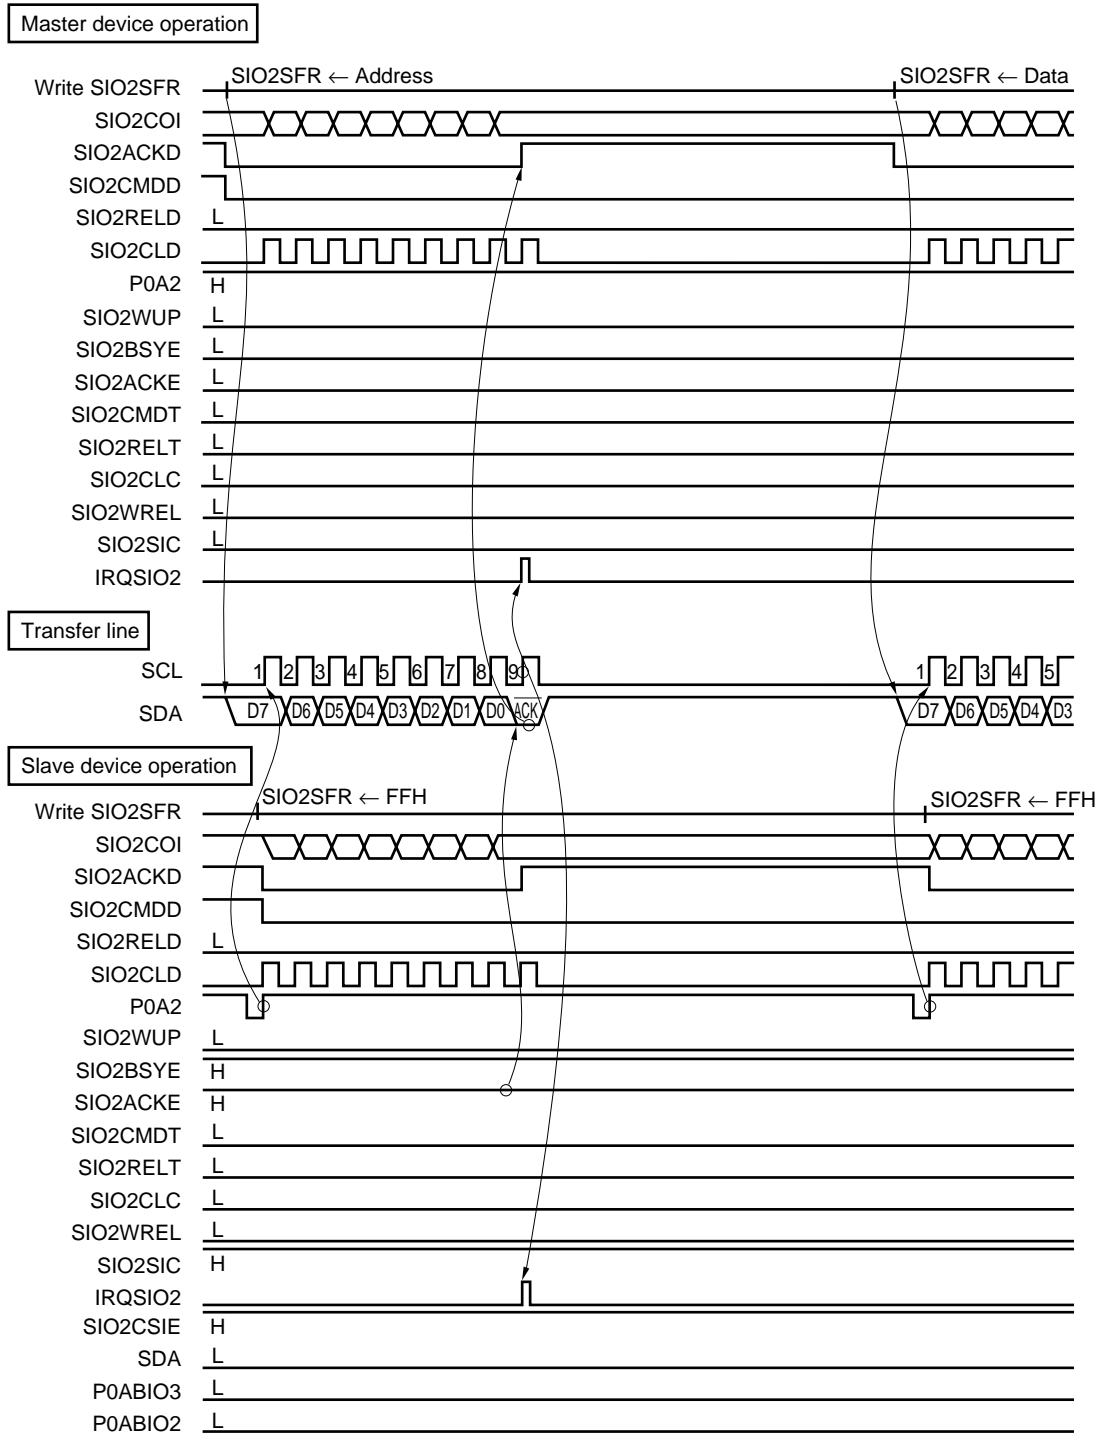 Master device operation
Write SIO2SFR SIO2SFR ← Address SIO2SFR ← Data
SIO2COI
SIO2ACKD
SIO2CMDD
SIO2RELD L
SIO2CLD
P0A2 H
SIO2WUP L
SIO2BSYE L
SIO2ACKE L
SIO2CMDT L
SIO2RELT L
SIO2CLC L
SIO2WREL L
SIO2SIC L
IRQSIO2
Transfer line
SCL 1 2 3 4 5 6 7 8 9 1 2 3 4 5
SDA D7 D6 D5 D4 D3 D2 D1 D0 ACK D7 D6 D5 D4 D3
Slave device operation
Write SIO2SFR SIO2SFR ← FFH SIO2SFR ← FFH
SIO2COI
SIO2ACKD
SIO2CMDD
SIO2RELD L
SIO2CLD
P0A2
SIO2WUP L
SIO2BSYE H
SIO2ACKE H
SIO2CMDT L
SIO2RELT L
SIO2CLC L
SIO2WREL L
SIO2SIC H
IRQSIO2
SIO2CSIE H
SDA L
P0ABIO3 L
P0ABIO2 L